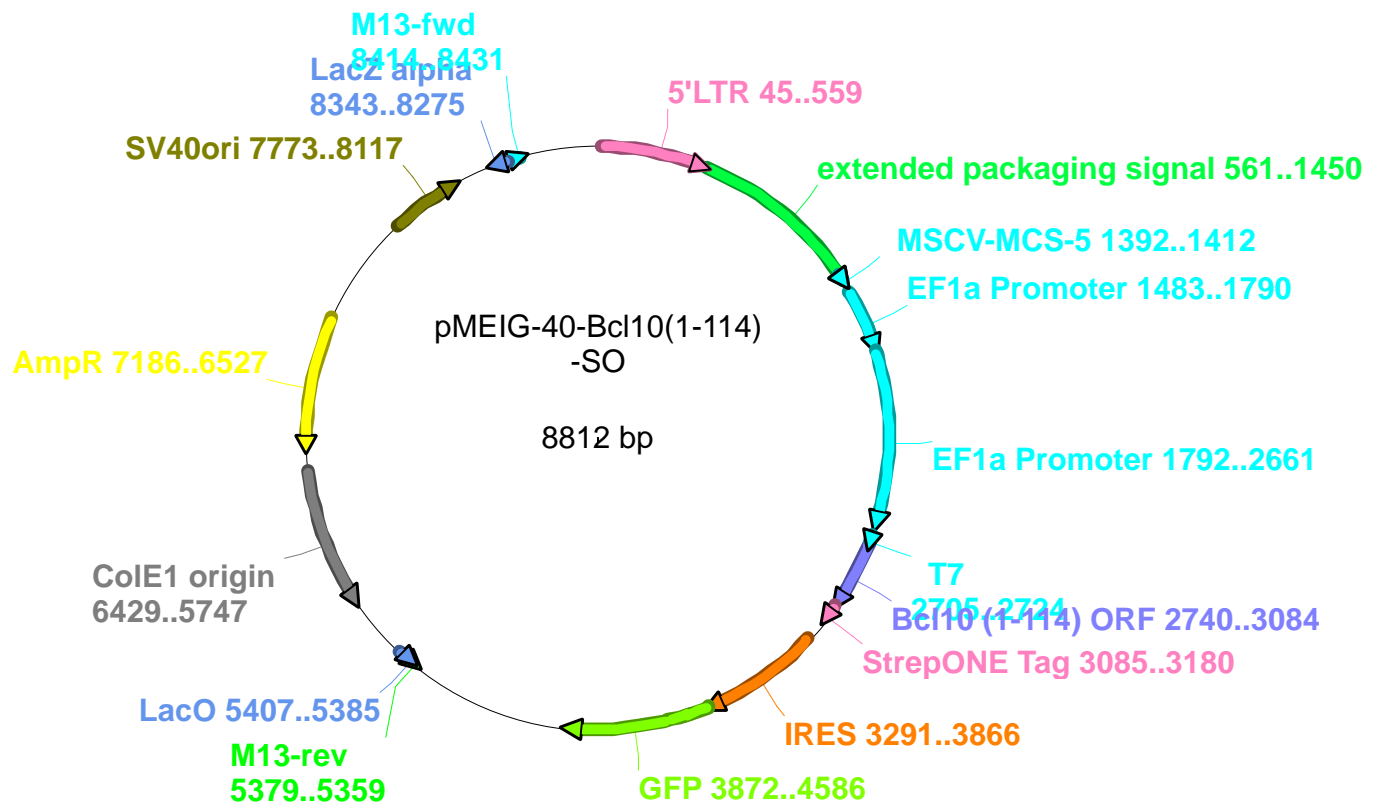 M13-fwd
8414..8431
LacZ alpha
8343..8275
5'LTR 45..559
SV40ori 7773..8117
extended packaging signal 561..1450
MSCV-MCS-5 1392..1412
EF1a Promoter 1483..1790
pMEIG-40-Bcl10(1-114)
-SO
8812 bp
AmpR 7186..6527
EF1a Promoter 1792..2661
T7
2705..2724
Bcl10 (1-114) ORF 2740..3084
StrepONE Tag 3085..3180
ColE1 origin
6429..5747
LacO 5407..5385
M13-rev
5379..5359
IRES 3291..3866
GFP 3872..4586